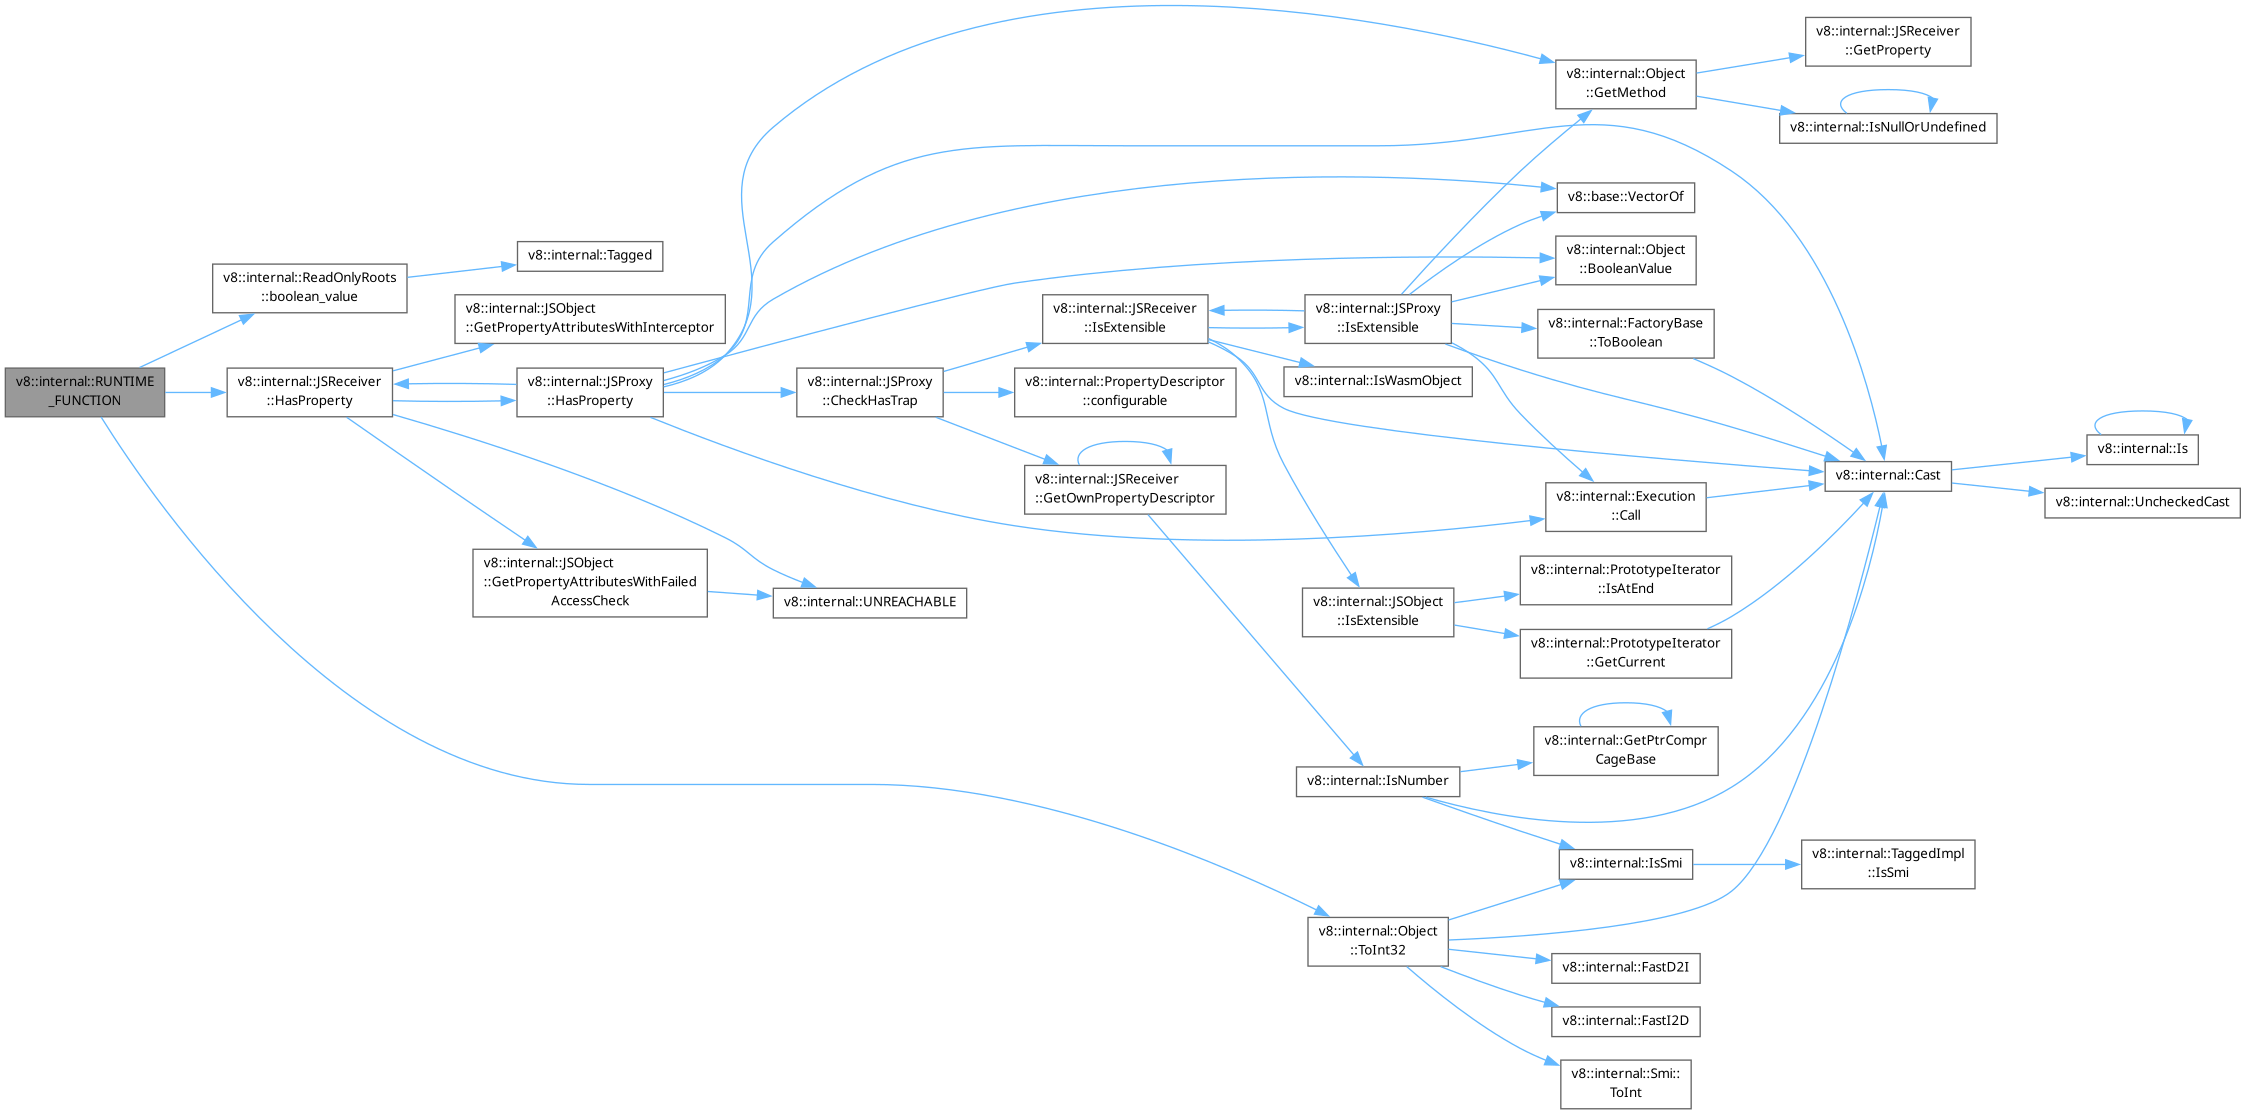 v8::internal::RUNTIME
_FUNCTION
v8::internal::ReadOnlyRoots
::boolean_value
v8::internal::Tagged
v8::internal::JSReceiver
::HasProperty
v8::internal::JSObject
::GetPropertyAttributesWithInterceptor
v8::internal::JSProxy
::HasProperty
v8::internal::JSObject
::GetPropertyAttributesWithFailed
AccessCheck
v8::internal::UNREACHABLE
v8::internal::JSProxy
::CheckHasTrap
v8::internal::JSReceiver
::IsExtensible
v8::internal::PropertyDescriptor
::configurable
v8::internal::JSReceiver
::GetOwnPropertyDescriptor
v8::internal::JSProxy
::IsExtensible
v8::internal::IsWasmObject
v8::internal::JSObject
::IsExtensible
v8::internal::IsNumber
v8::internal::Object
::ToInt32
v8::internal::Object
::GetMethod
v8::base::VectorOf
v8::internal::Object
::BooleanValue
v8::internal::FactoryBase
::ToBoolean
v8::internal::Execution
::Call
v8::internal::PrototypeIterator
::IsAtEnd
v8::internal::PrototypeIterator
::GetCurrent
v8::internal::GetPtrCompr
CageBase
v8::internal::IsSmi
v8::internal::FastD2I
v8::internal::FastI2D
v8::internal::Smi::
ToInt
v8::internal::JSReceiver
::GetProperty
v8::internal::IsNullOrUndefined
v8::internal::Cast
v8::internal::TaggedImpl
::IsSmi
v8::internal::Is
v8::internal::UncheckedCast